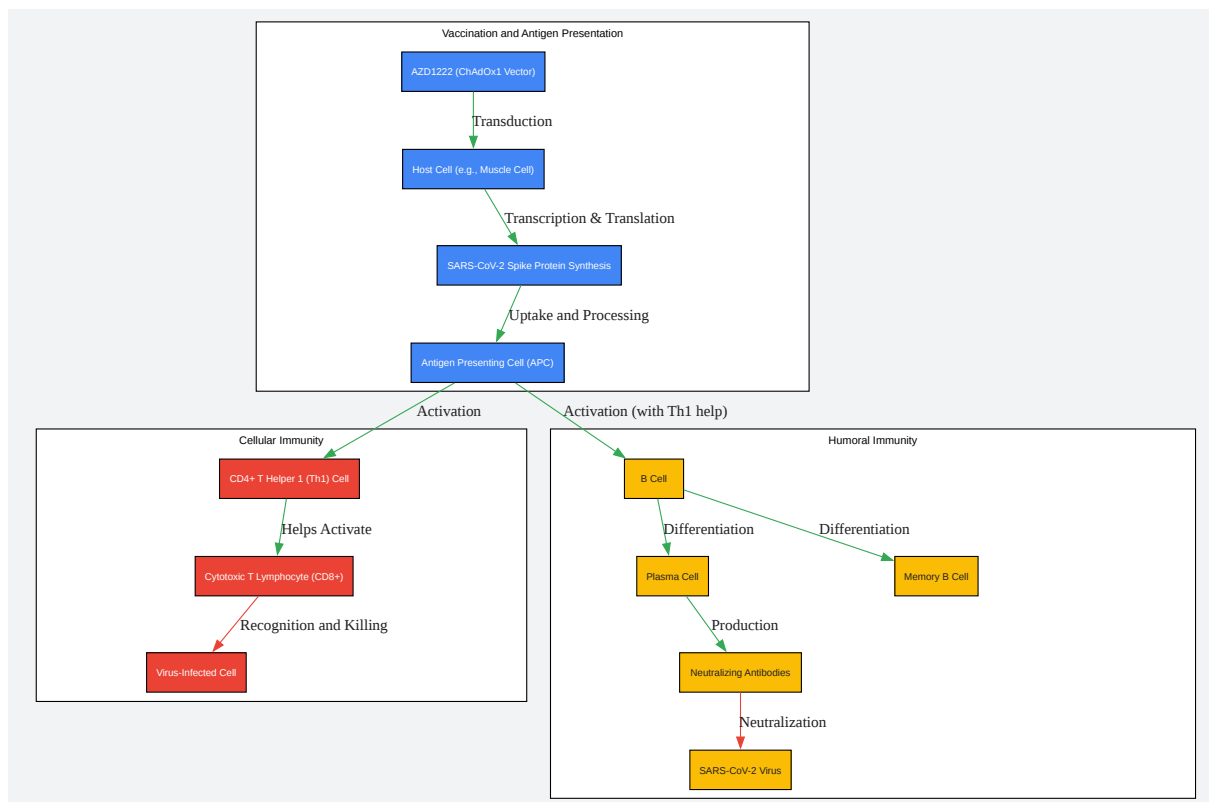 Vaccination and Antigen Presentation
AZD1222 (ChAdOx1 Vector)
Transduction
Host Cell (e.g., Muscle Cell)
Transcription & Translation
SARS-CoV-2 Spike Protein Synthesis
Uptake and Processing
Antigen Presenting Cell (APC)
Activation
Activation (with Th1 help)
Cellular Immunity
CD4+ T Helper 1 (Th1) Cell
Helps Activate
Cytotoxic T Lymphocyte (CD8+)
Recognition and Killing
Virus-Infected Cell
Humoral Immunity
B Cell
Differentiation
Differentiation
Plasma Cell
Memory B Cell
Production
Neutralizing Antibodies
Neutralization
SARS-CoV-2 Virus